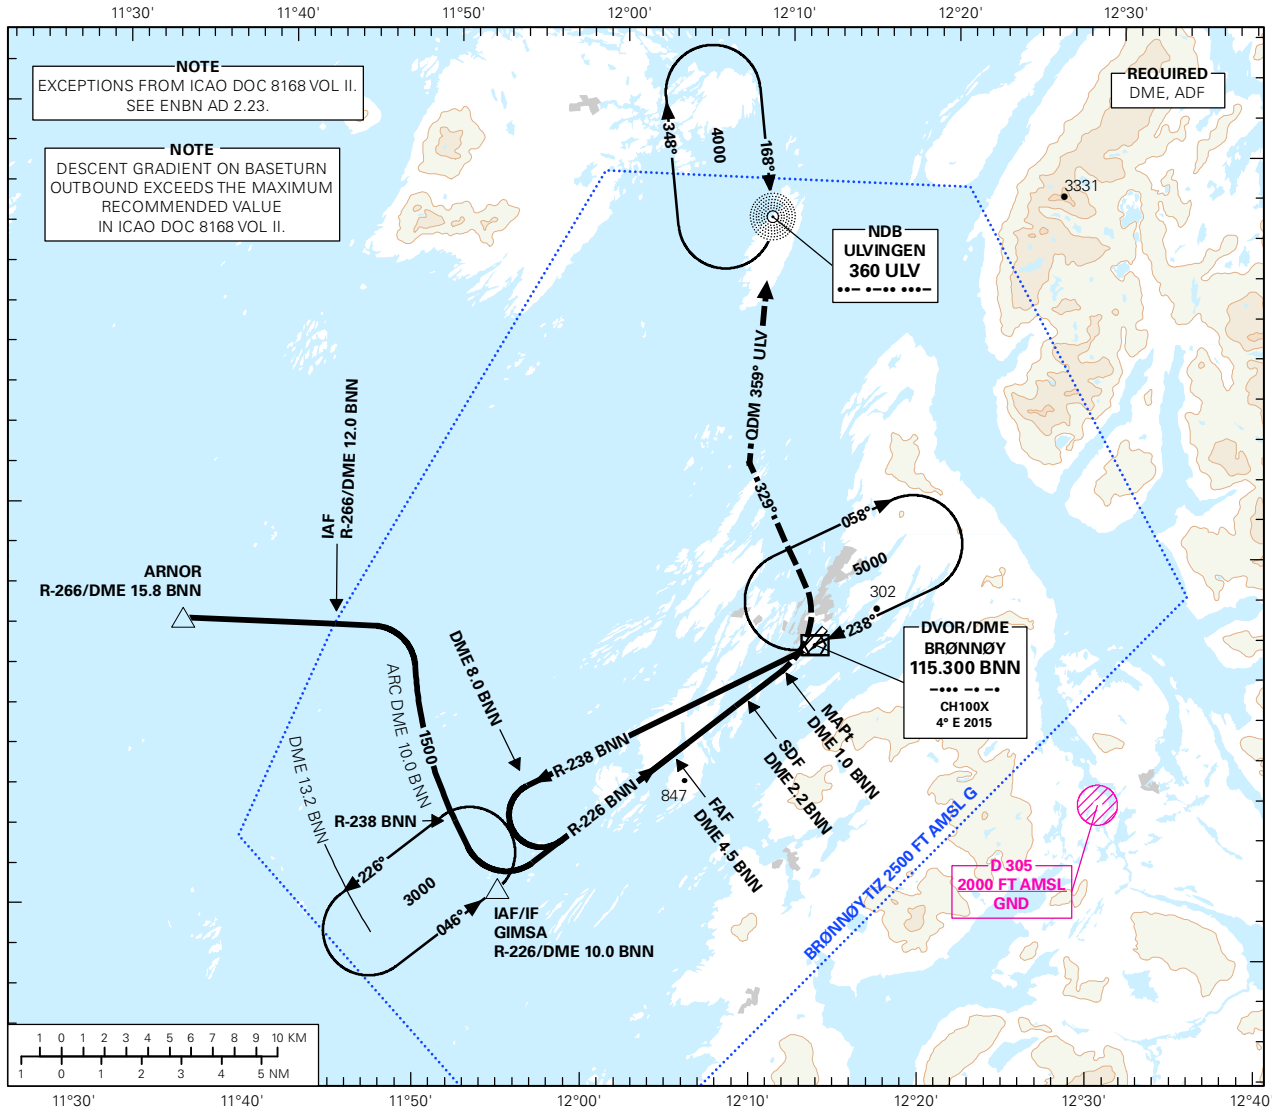 11°30'
11°40'
11°50'
12°00'
12°10'
12°20'
12°30'
NOTE
EXCEPTIONS FROM ICAO DOC 8168 VOL II.
SEE ENBN AD 2.23.
NOTE
DESCENT GRADIENT ON BASETURN
OUTBOUND EXCEEDS THE MAXIMUM
RECOMMENDED VALUE
IN ICAO DOC 8168 VOL II.
REQUIRED
DME, ADF
348°
4000
168°
3331
NDB
ULVINGEN
360 ULV
QDM 359° ULV
329°
IAF
R-266/DME 12.0 BNN
ARNOR
R-266/DME 15.8 BNN
058°
5000
302
238°
DVOR/DME
BRØNNØY
115.300 BNN
CH100X
4° E 2015
DME 8.0 BNN
ARC DME 10.0 BNN
1500
DME 13.2 BNN
R-238 BNN
R-238 BNN
R-226 BNN
MAPt
DME 1.0 BNN
SDF
DME 2.2 BNN
FAF
DME 4.5 BNN
847
226°
3000
046°
IAF/IF
GIMSA
R-226/DME 10.0 BNN
BRØNNØY TIZ 2500 FT AMSL G
D 305
2000 FT AMSL
GND
1 0 1 2 3 4 5 6 7 8 9 10 KM
1 0 1 2 3 4 5 NM
11°30'
11°40'
11°50'
12°00'
12°10'
12°20'
12°40'